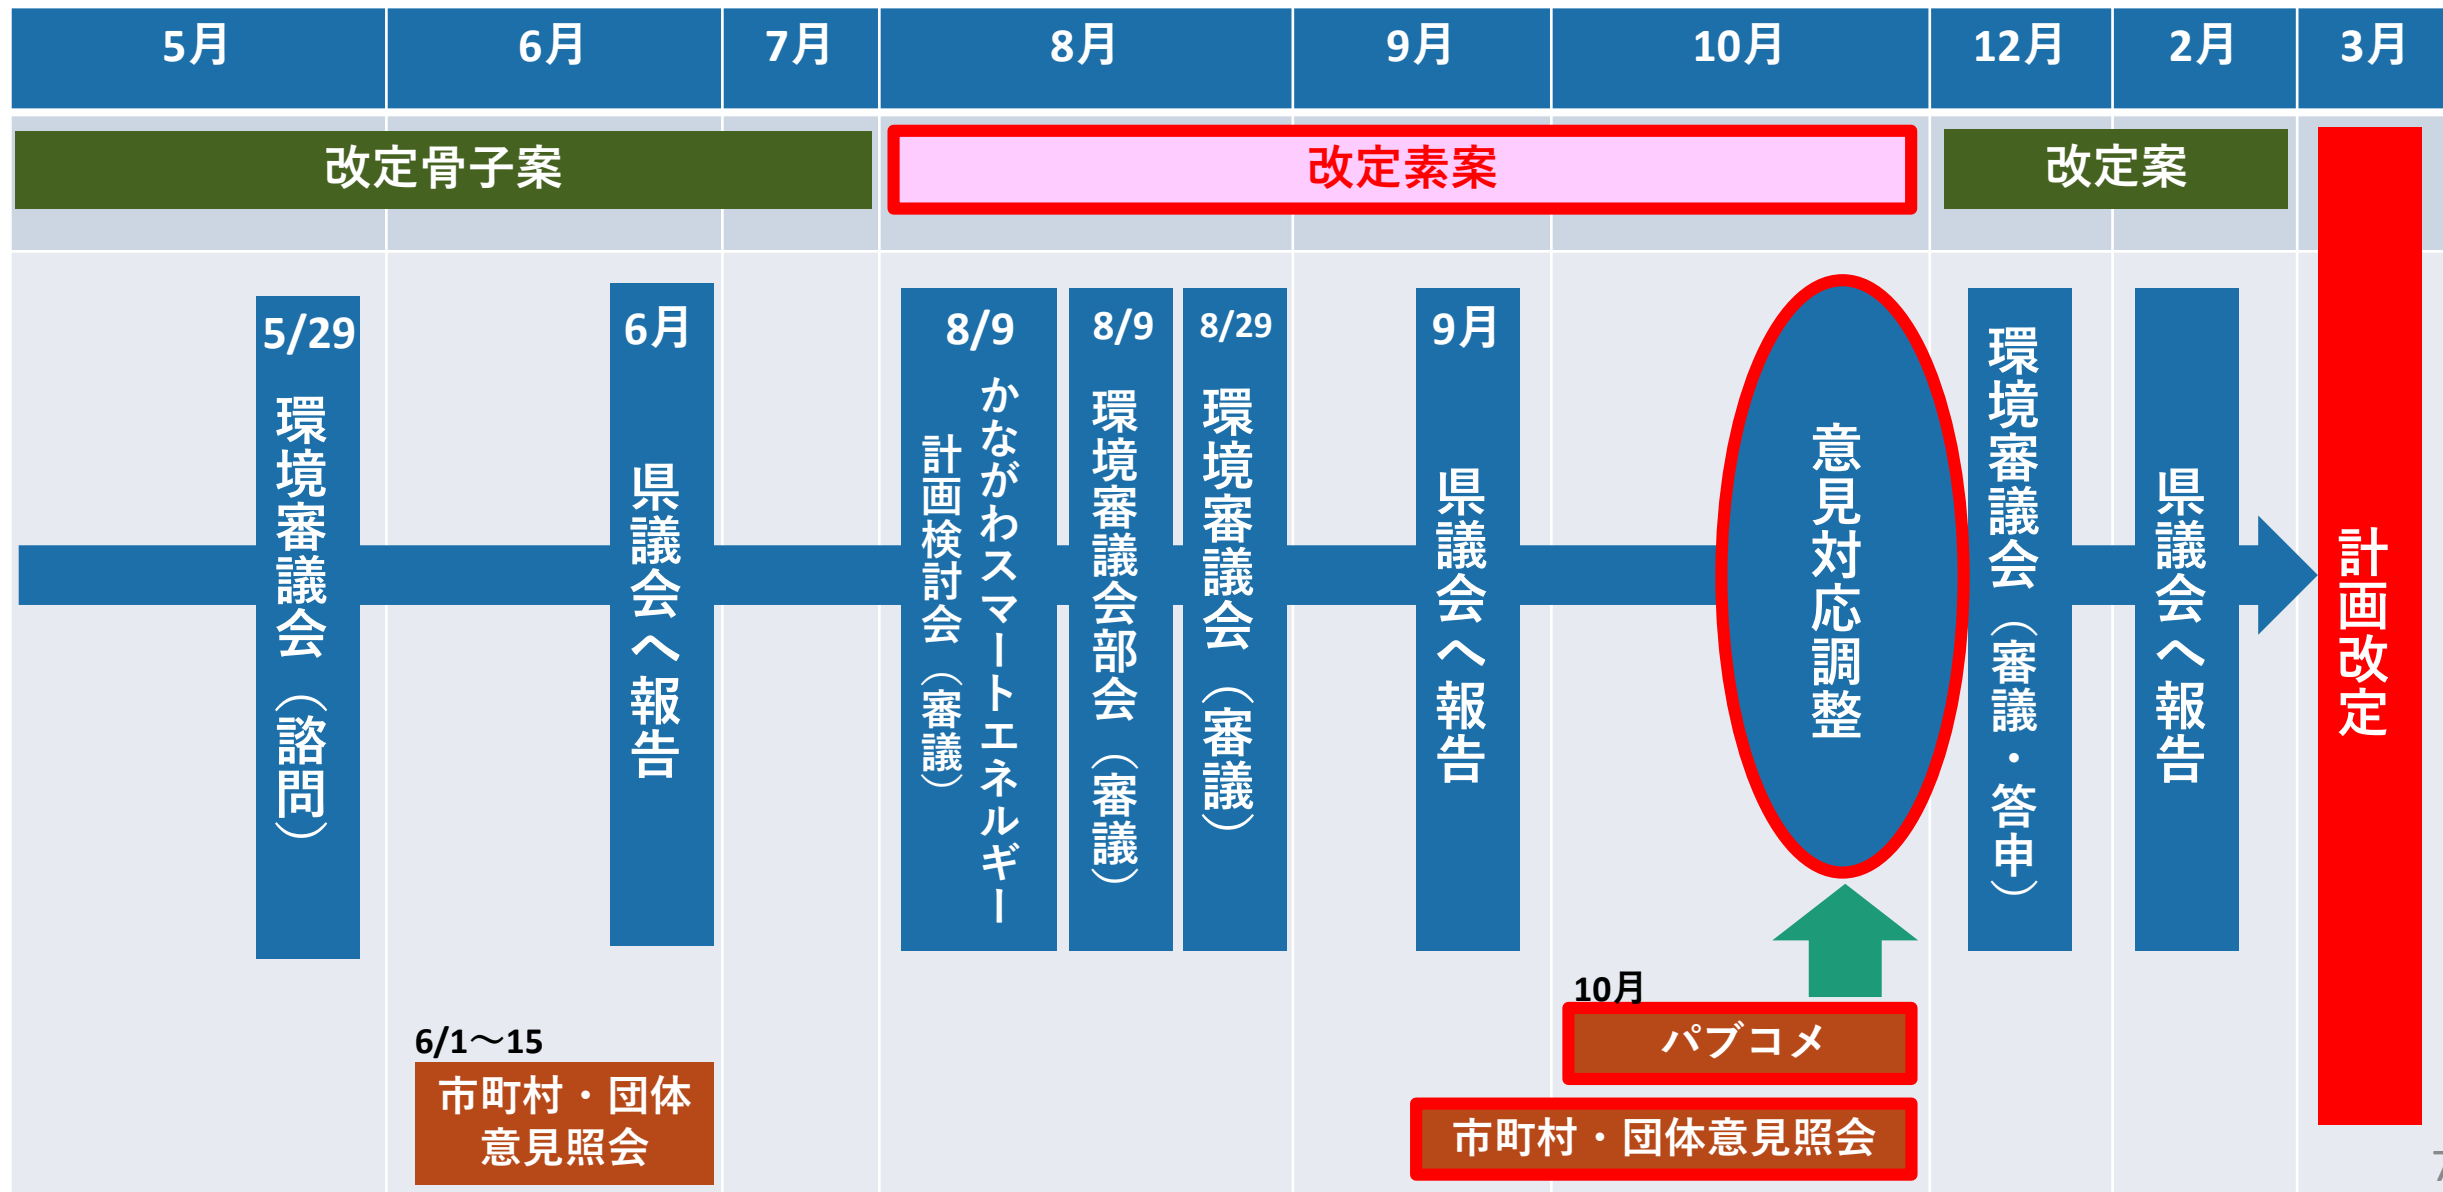 5月 6月 7月 8月 9月 10月 12月 2月 3月
改定骨子案
改定素案
改定案
5/29
環境審議会（諮問）
6月
県議会へ報告
8/9
かながわスマートエネルギー
計画検討会（審議）
8/9
環境審議会部会（審議）
8/29
環境審議会（審議）
9月
県議会へ報告
意見対応調整
環境審議会（審議・答申）
県議会へ報告
計画改定
6/1～15
市町村・団体
意見照会
10月
パブコメ
市町村・団体意見照会
7